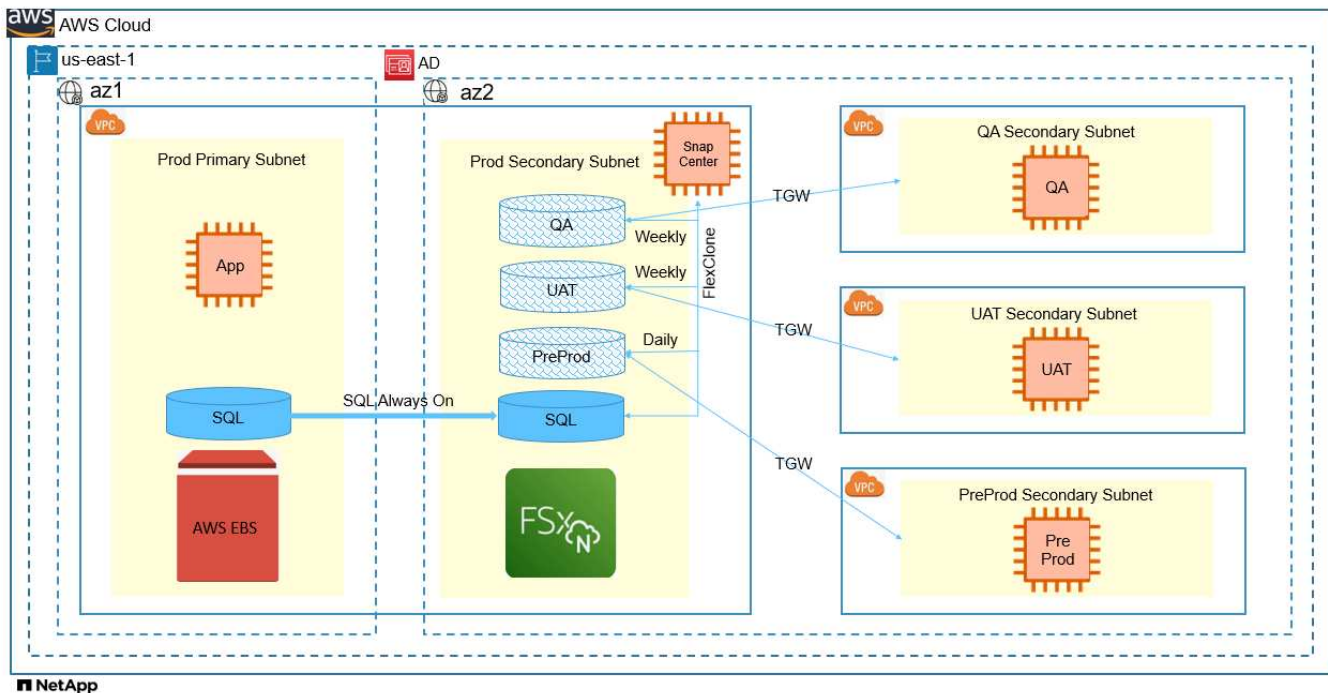 aws
AWS Cloud
us-east-1
AD
az1
az2
VPC
Prod Primary Subnet
App
SQL
AWS EBS
SQL Always On
Prod Secondary Subnet
Snap
Center
QA
Weekly
UAT
Weekly
PreProd
Daily
SQL
FlexClone
FSx
N
TGW
TGW
TGW
VPC
QA Secondary Subnet
QA
VPC
UAT Secondary Subnet
UAT
VPC
PreProd Secondary Subnet
Pre
Prod
NetApp